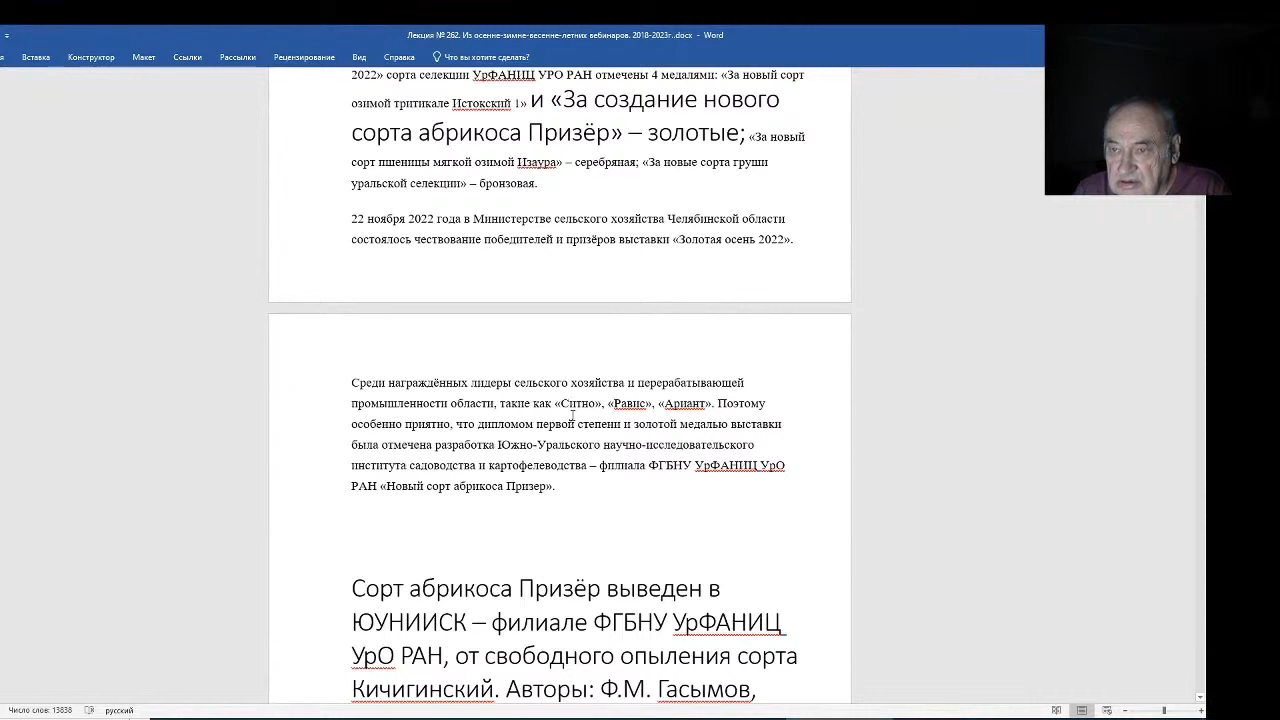 Лекция № 262. Из осенне-зимне-весенне-летних вебинаров. 2018-2023г..docx - Word
Вставка Конструктор Макет Ссылки Рассылки Рецензирование Вид Справка Что вы хотите сделать?
2022» сорта селекции УрФАНИЦ УРО РАН отмечены 4 медалями: «За новый сорт
озимой тритикале Истокский 1» и «За создание нового
сорта абрикоса Призёр» – золотые; «За новый
сорт пшеницы мягкой озимой Изаура» – серебряная; «За новые сорта груши
уральской селекции» – бронзовая.
22 ноября 2022 года в Министерстве сельского хозяйства Челябинской области
состоялось чествование победителей и призёров выставки «Золотая осень 2022».
Среди награждённых лидеры сельского хозяйства и перерабатывающей
промышленности области, такие как «Ситно», «Равис», «Ариант». Поэтому
особенно приятно, что дипломом первой степени и золотой медалью выставки
была отмечена разработка Южно-Уральского научно-исследовательского
института садоводства и картофелеводства – филиала ФГБНУ УрФАНИЦ УрО
РАН «Новый сорт абрикоса Призер».
Сорт абрикоса Призёр выведен в
ЮУНИИСК – филиале ФГБНУ УрФАНИЦ
УрО РАН, от свободного опыления сорта
Кичигинский. Авторы: Ф.М. Гасымов,
Число слов: 13838 русский